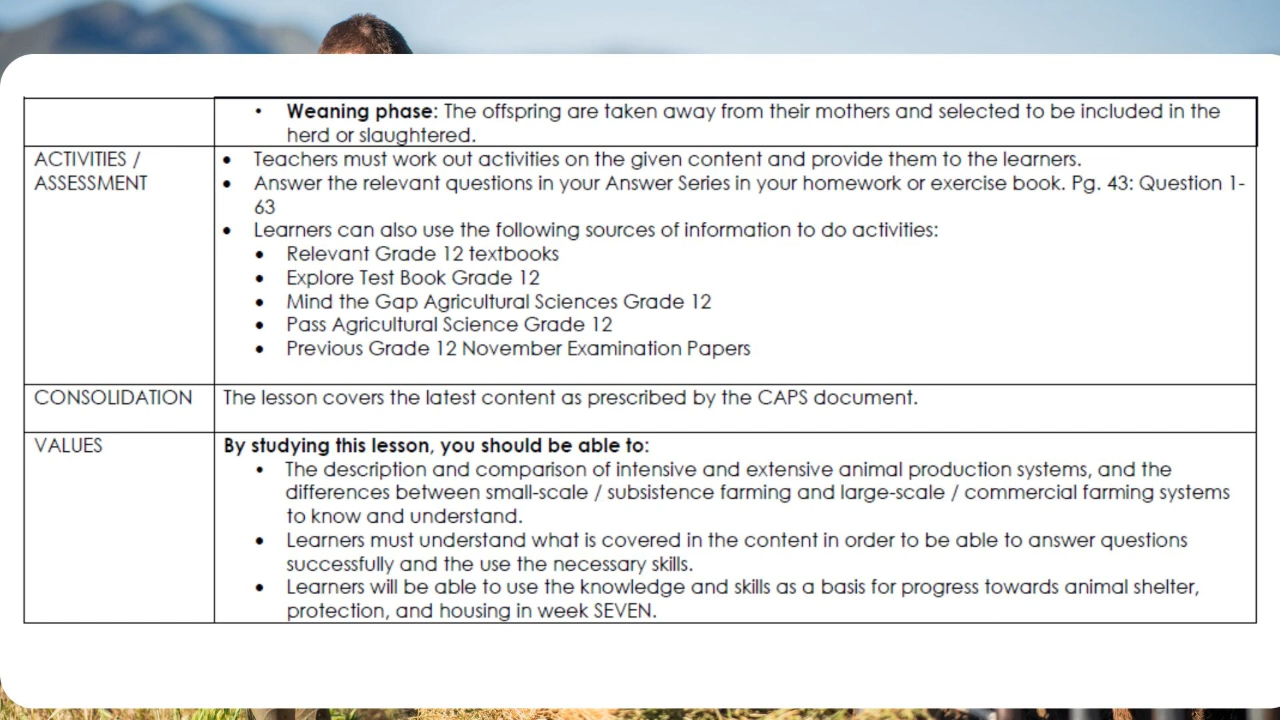 • Weaning phase: The offspring are taken away from their mothers and selected to be included in the
herd or slaughtered.
ACTIVITIES /
ASSESSMENT
• Teachers must work out activities on the given content and provide them to the learners.
• Answer the relevant questions in your Answer Series in your homework or exercise book. Pg. 43: Question 1-
63
• Learners can also use the following sources of information to do activities:
• Relevant Grade 12 textbooks
• Explore Test Book Grade 12
• Mind the Gap Agricultural Sciences Grade 12
• Pass Agricultural Science Grade 12
• Previous Grade 12 November Examination Papers
CONSOLIDATION
The lesson covers the latest content as prescribed by the CAPS document.
VALUES
By studying this lesson, you should be able to:
• The description and comparison of intensive and extensive animal production systems, and the
differences between small-scale / subsistence farming and large-scale / commercial farming systems
to know and understand.
• Learners must understand what is covered in the content in order to be able to answer questions
successfully and the use the necessary skills.
• Learners will be able to use the knowledge and skills as a basis for progress towards animal shelter,
protection, and housing in week SEVEN.